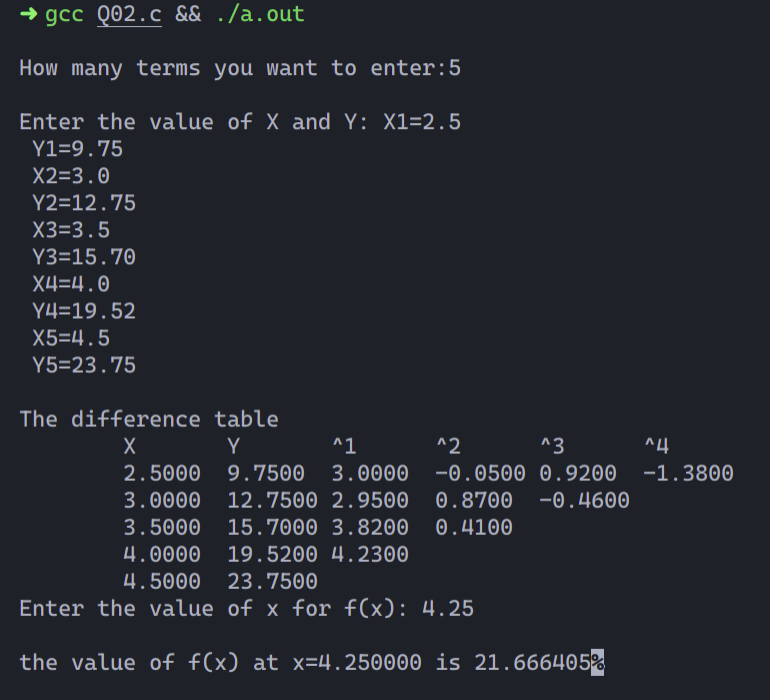 ➜ gcc Q02.c && ./a.out
How many terms you want to enter:5
Enter the value of X and Y: X1=2.5
Y1=9.75
X2=3.0
Y2=12.75
X3=3.5
Y3=15.70
X4=4.0
Y4=19.52
X5=4.5
Y5=23.75
The difference table
X Y ^1 ^2 ^3 ^4
2.5000 9.7500 3.0000 -0.0500 0.9200 -1.3800
3.0000 12.7500 2.9500 0.8700 -0.4600
3.5000 15.7000 3.8200 0.4100
4.0000 19.5200 4.2300
4.5000 23.7500
Enter the value of x for f(x): 4.25
the value of f(x) at x=4.250000 is 21.666405%